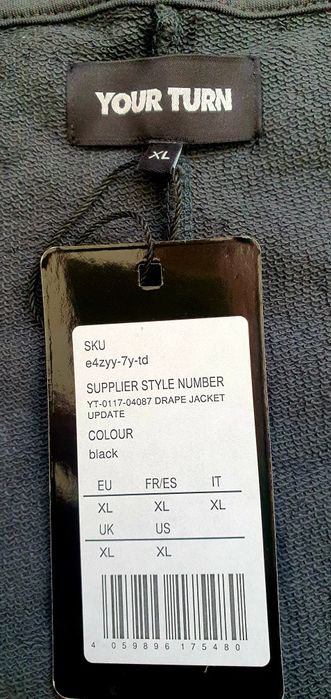 YOUR TURN
XL
SKU
e4zyy-7y-td
SUPPLIER STYLE NUMBER
YT-0117-04087 DRAPE JACKET
UPDATE
COLOUR
black
EU FR/ES IT
XL XL XL
UK US
XL XL
4 059896 175480